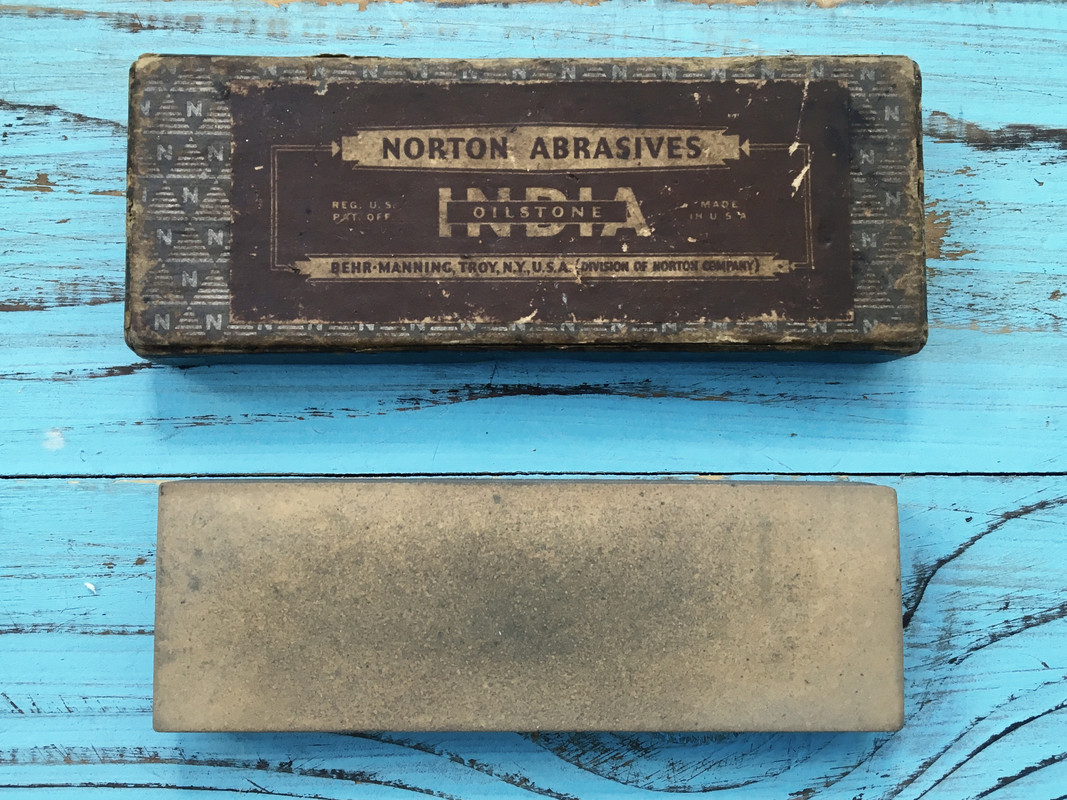 NORTON ABRASIVES
INDIA
OILSTONE
REG. U.S.
PAT. OFF.
MADE
IN U S A
BEHR-MANNING, TROY, N.Y., U.S.A. (DIVISION OF NORTON COMPANY)
N